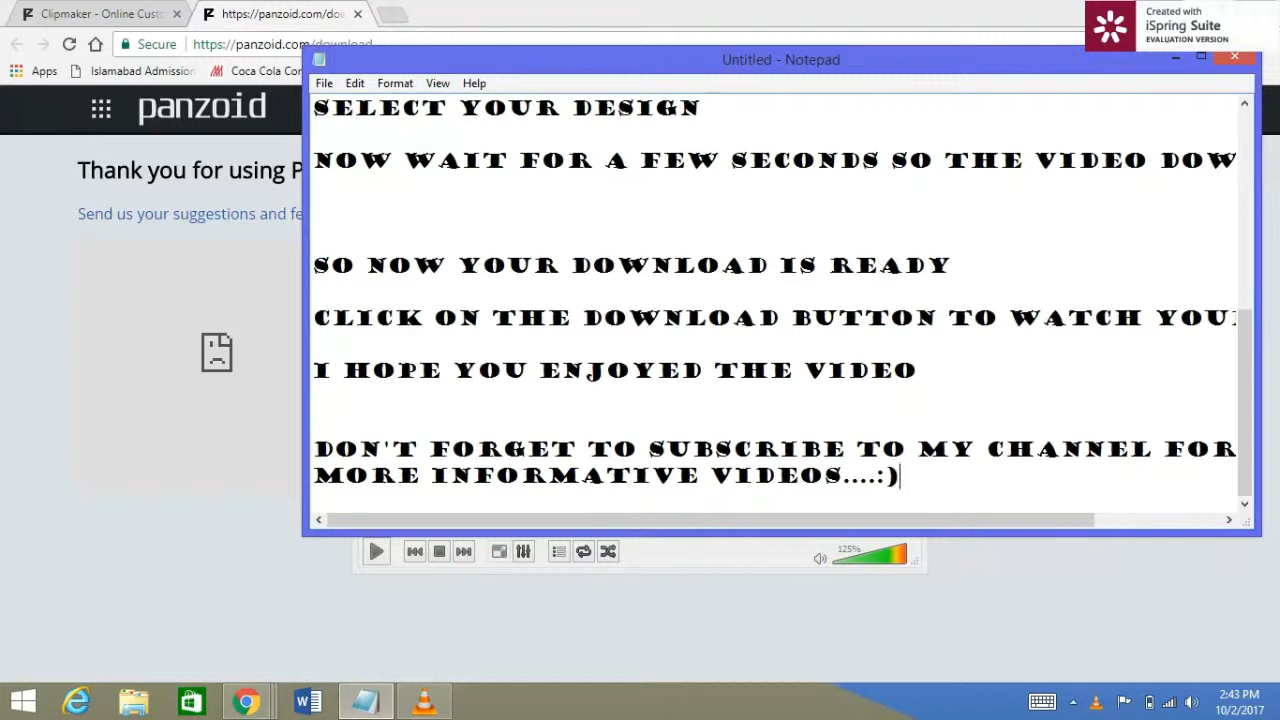 Clipmaker - Online Custo
https://panzoid.com/dow
Created with
iSpring Suite
EVALUATION VERSION
Secure
https://panzoid.com/download
Apps
Islamabad Admission
Coca Cola Con
Untitled - Notepad
File Edit Format View Help
panzoid
SELECT YOUR DESIGN
NOW WAIT FOR A FEW SECONDS SO THE VIDEO DOW
Thank you for using P
Send us your suggestions and fe
SO NOW YOUR DOWNLOAD IS READY
CLICK ON THE DOWNLOAD BUTTON TO WATCH YOU
I HOPE YOU ENJOYED THE VIDEO
DON'T FORGET TO SUBSCRIBE TO MY CHANNEL FOR
MORE INFORMATIVE VIDEOS....:)
125%
2:43 PM
10/2/2017